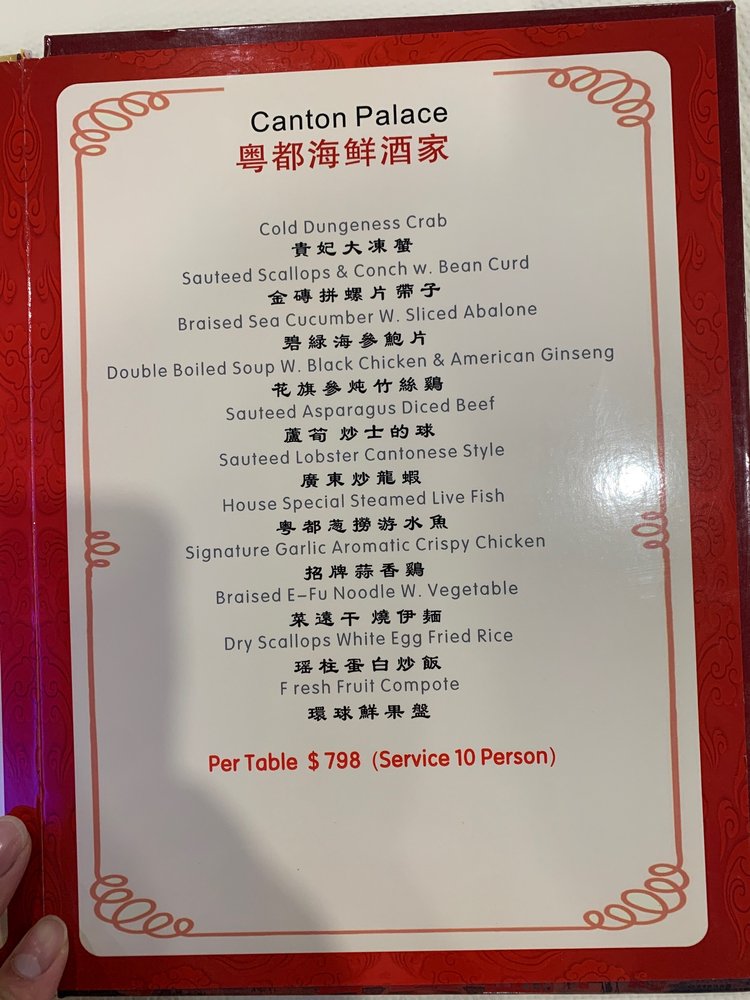 Canton Palace
粤都海鲜酒家
Cold Dungeness Crab
貴妃大凍蟹
Sauteed Scallops & Conch w. Bean Curd
金磚拼螺片帶子
Braised Sea Cucumber W. Sliced Abalone
碧綠海參鮑片
Double Boiled Soup W. Black Chicken & American Ginseng
花旗參炖竹絲鷄
Sauteed Asparagus Diced Beef
蘆荀 炒士的球
Sauteed Lobster Cantonese Style
廣東炒龍蝦
House Special Steamed Live Fish
粤都葱撈游水魚
Signature Garlic Aromatic Crispy Chicken
招牌蒜香鷄
Braised E-Fu Noodle W. Vegetable
菜遠干 燒伊麵
Dry Scallops White Egg Fried Rice
瑶柱蛋白炒飯
F resh Fruit Compote
環球鮮果盤
Per Table $ 798 (Service 10 Person)